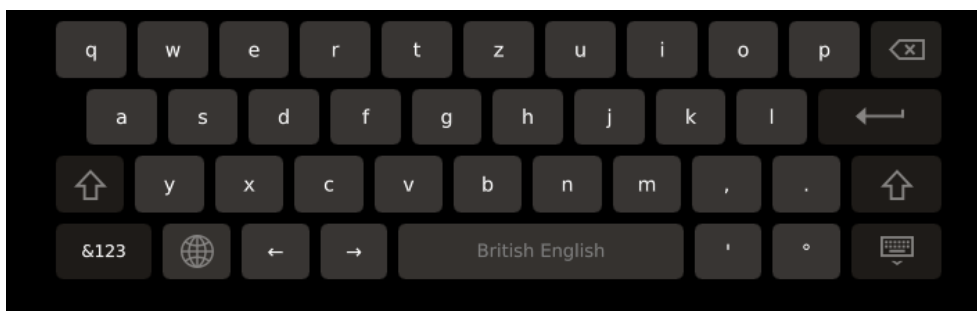 q w e r t z u i o p
a s d f g h j k l
y x c v b n m , .
&123 ← → British English ' °